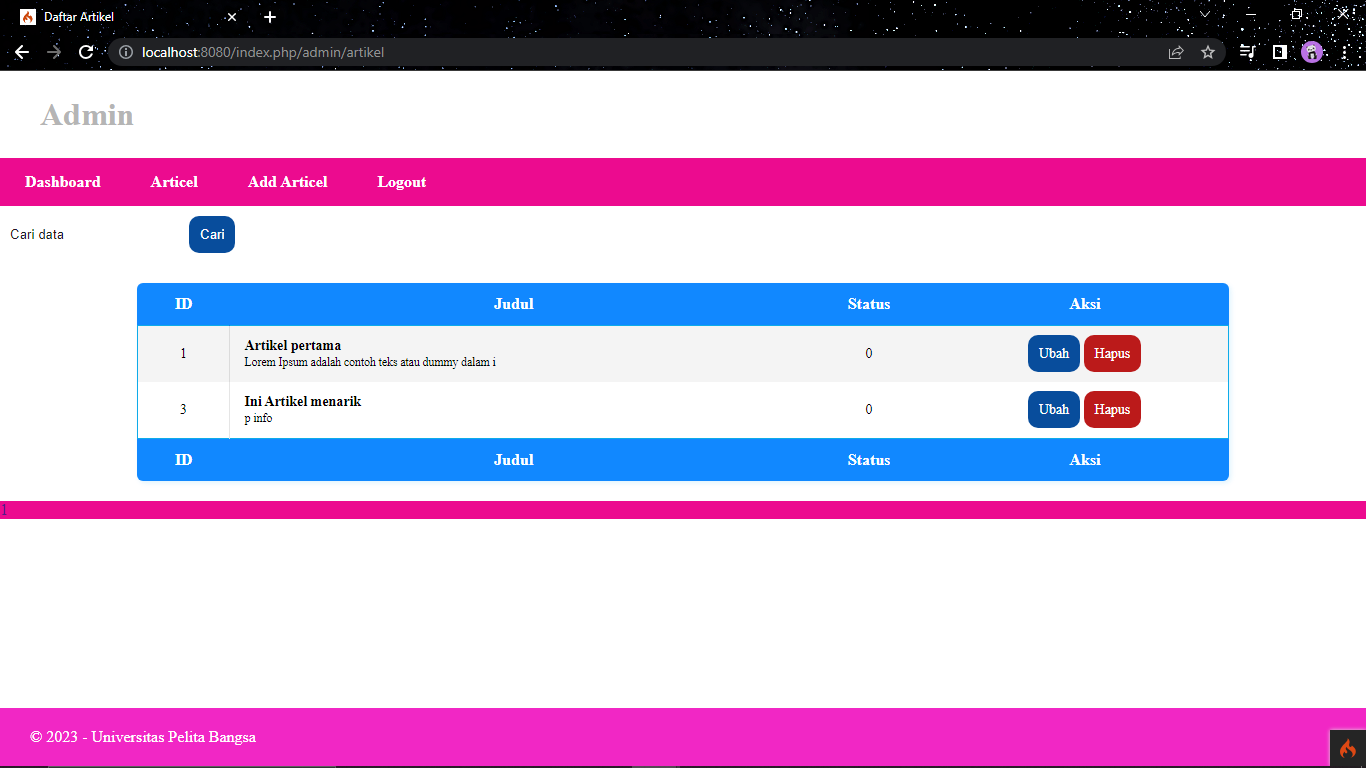 Daftar Artikel
localhost:8080/index.php/admin/artikel
Admin
Dashboard Articel Add Articel Logout
Cari data Cari
ID Judul Status Aksi
1 Artikel pertama 0 Ubah Hapus
Lorem Ipsum adalah contoh teks atau dummy dalam i
3 Ini Artikel menarik 0 Ubah Hapus
p info
ID Judul Status Aksi
1
© 2023 - Universitas Pelita Bangsa